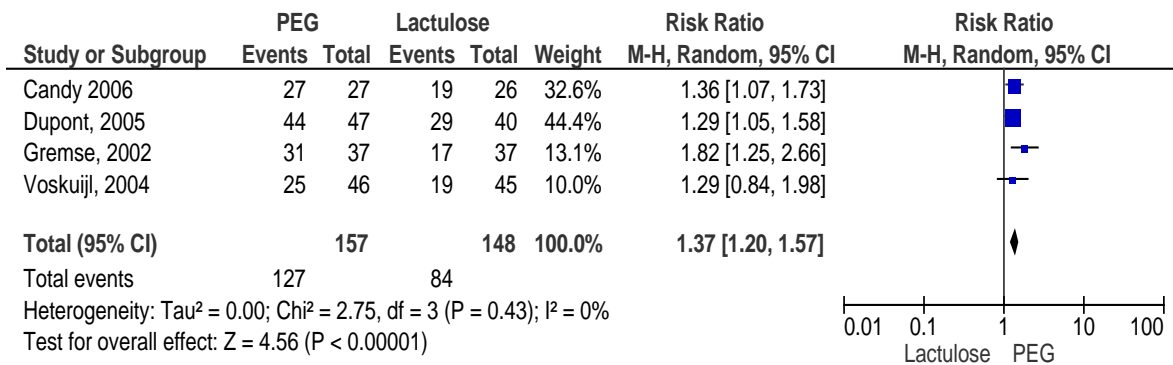 PEG Lactulose Risk Ratio Risk Ratio
Study or Subgroup Events Total Events Total Weight M-H, Random, 95% CI M-H, Random, 95% CI
Candy 2006 27 27 19 26 32.6% 1.36 [1.07, 1.73]
Dupont, 2005 44 47 29 40 44.4% 1.29 [1.05, 1.58]
Gremse, 2002 31 37 17 37 13.1% 1.82 [1.25, 2.66]
Voskuijl, 2004 25 46 19 45 10.0% 1.29 [0.84, 1.98]
Total (95% CI) 157 148 100.0% 1.37 [1.20, 1.57]
Total events 127 84
Heterogeneity: Tau² = 0.00; Chi² = 2.75, df = 3 (P = 0.43); I² = 0%
Test for overall effect: Z = 4.56 (P < 0.00001)
0.01 0.1 1 10 100
Lactulose PEG